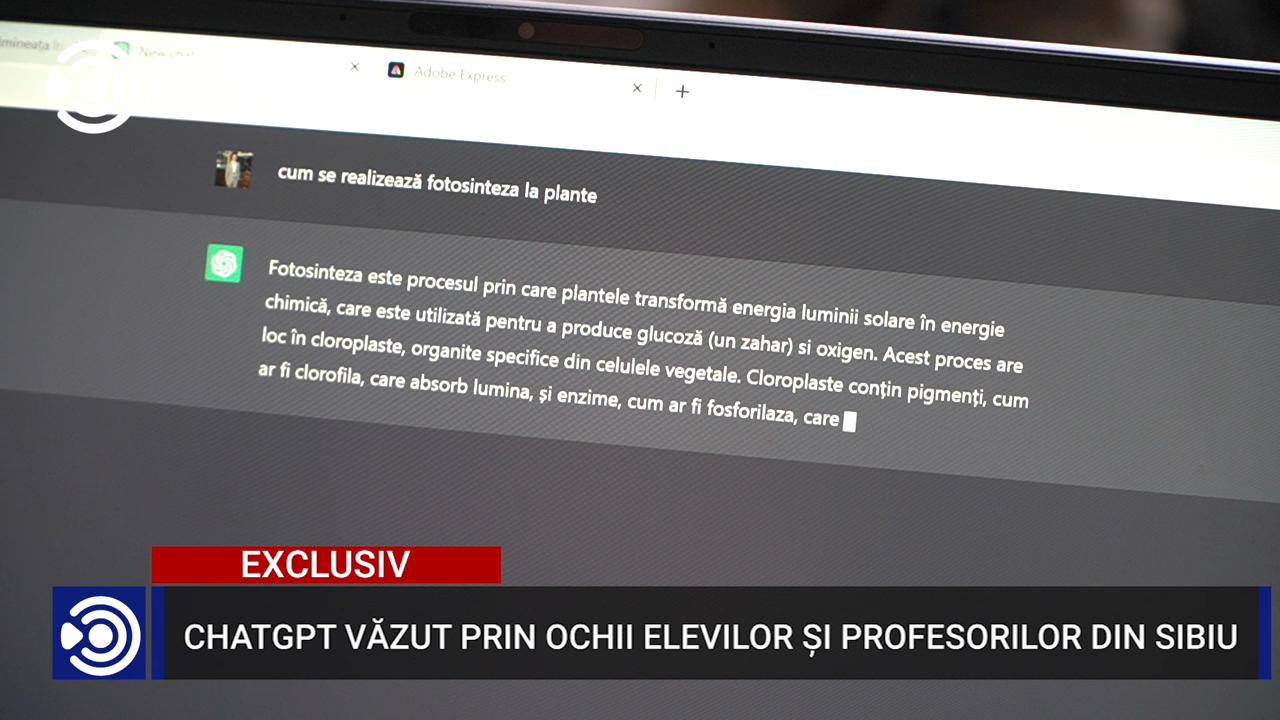 New chat
Adobe Express
cum se realizează fotosinteza la plante
Fotosinteza este procesul prin care plantele transformă energia luminii solare în energie
chimică, care este utilizată pentru a produce glucoză (un zahar) si oxigen. Acest proces are
loc în cloroplaste, organite specifice din celulele vegetale. Cloroplaste conțin pigmenți, cum
ar fi clorofila, care absorb lumina, și enzime, cum ar fi fosforilaza, care
EXCLUSIV
CHATGPT VĂZUT PRIN OCHII ELEVILOR ȘI PROFESORILOR DIN SIBIU